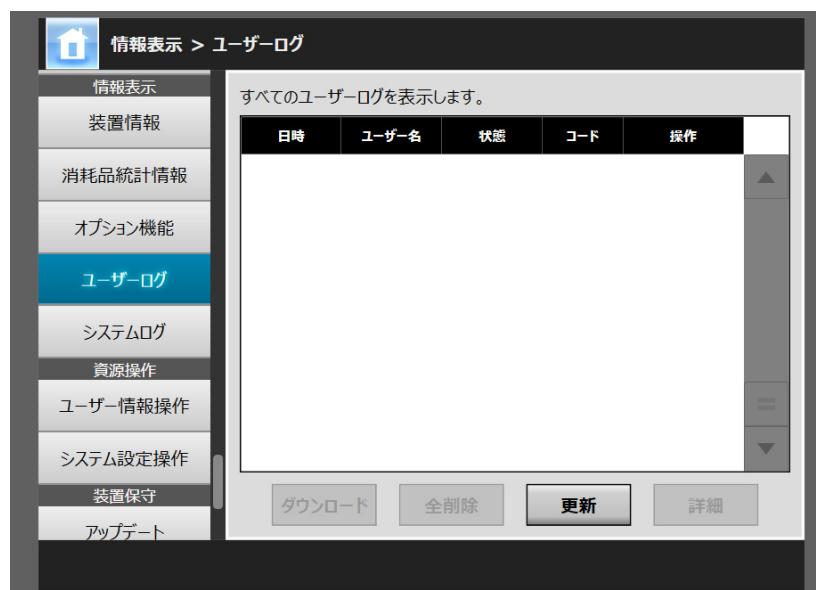 情報表示 > ユーザーログ
情報表示
装置情報
消耗品統計情報
オプション機能
ユーザーログ
システムログ
資源操作
ユーザー情報操作
システム設定操作
装置保守
アップデート
すべてのユーザーログを表示します。
日時 ユーザー名 状態 コード 操作
ダウンロード 全削除 更新 詳細